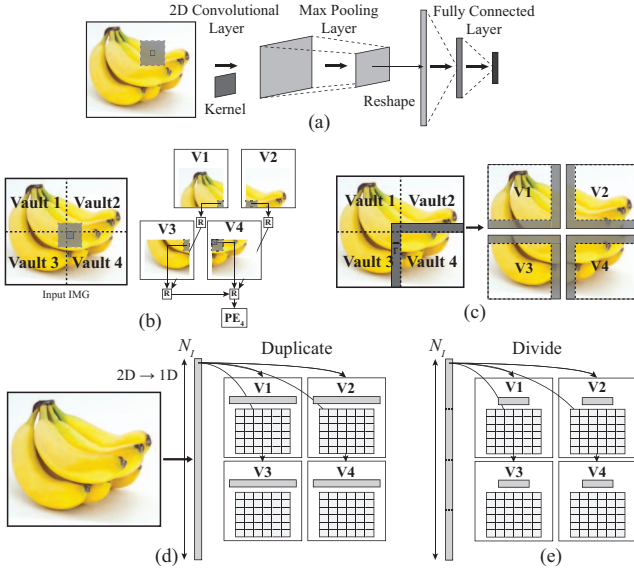 2D Convolutional
Layer
Max Pooling
Layer
Fully Connected
Layer
Kernel
Reshape
(a)
Vault 1
Vault2
Vault 3
Vault 4
Input IMG
V1
V2
V3
V4
R
R
R
R
PE4
(b)
Vault 1
Vault2
Vault 3
Vault 4
V1
V2
V3
V4
(c)
2D → 1D
NI
Duplicate
V1
V2
V3
V4
(d)
NI
Divide
V1
V2
V3
V4
(e)